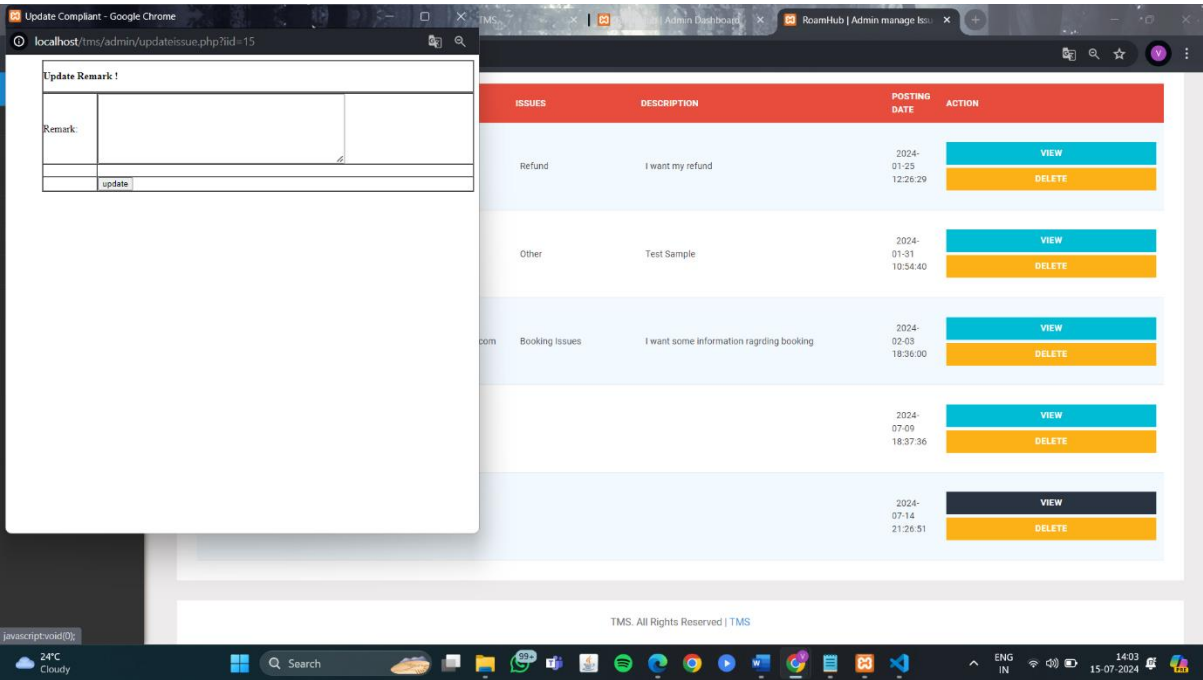 Update Compliant - Google Chrome
localhost/tms/admin/updateissue.php?iid=15
Update Remark !
Remark:
update
TMS.
Admin Dashboard
RoamHub | Admin manage Issu
V
ISSUES DESCRIPTION POSTING DATE ACTION
Refund I want my refund 2024-01-25 12:26:29 VIEW
DELETE
Other Test Sample 2024-01-31 10:54:40 VIEW
DELETE
com Booking Issues I want some information ragrding booking 2024-02-03 18:36:00 VIEW
DELETE
2024-07-09 18:37:36 VIEW
DELETE
2024-07-14 21:26:51 VIEW
DELETE
TMS. All Rights Reserved | TMS
javascript:void(0);
24°C
Cloudy
Search
99+
ENG
IN
14:03
15-07-2024